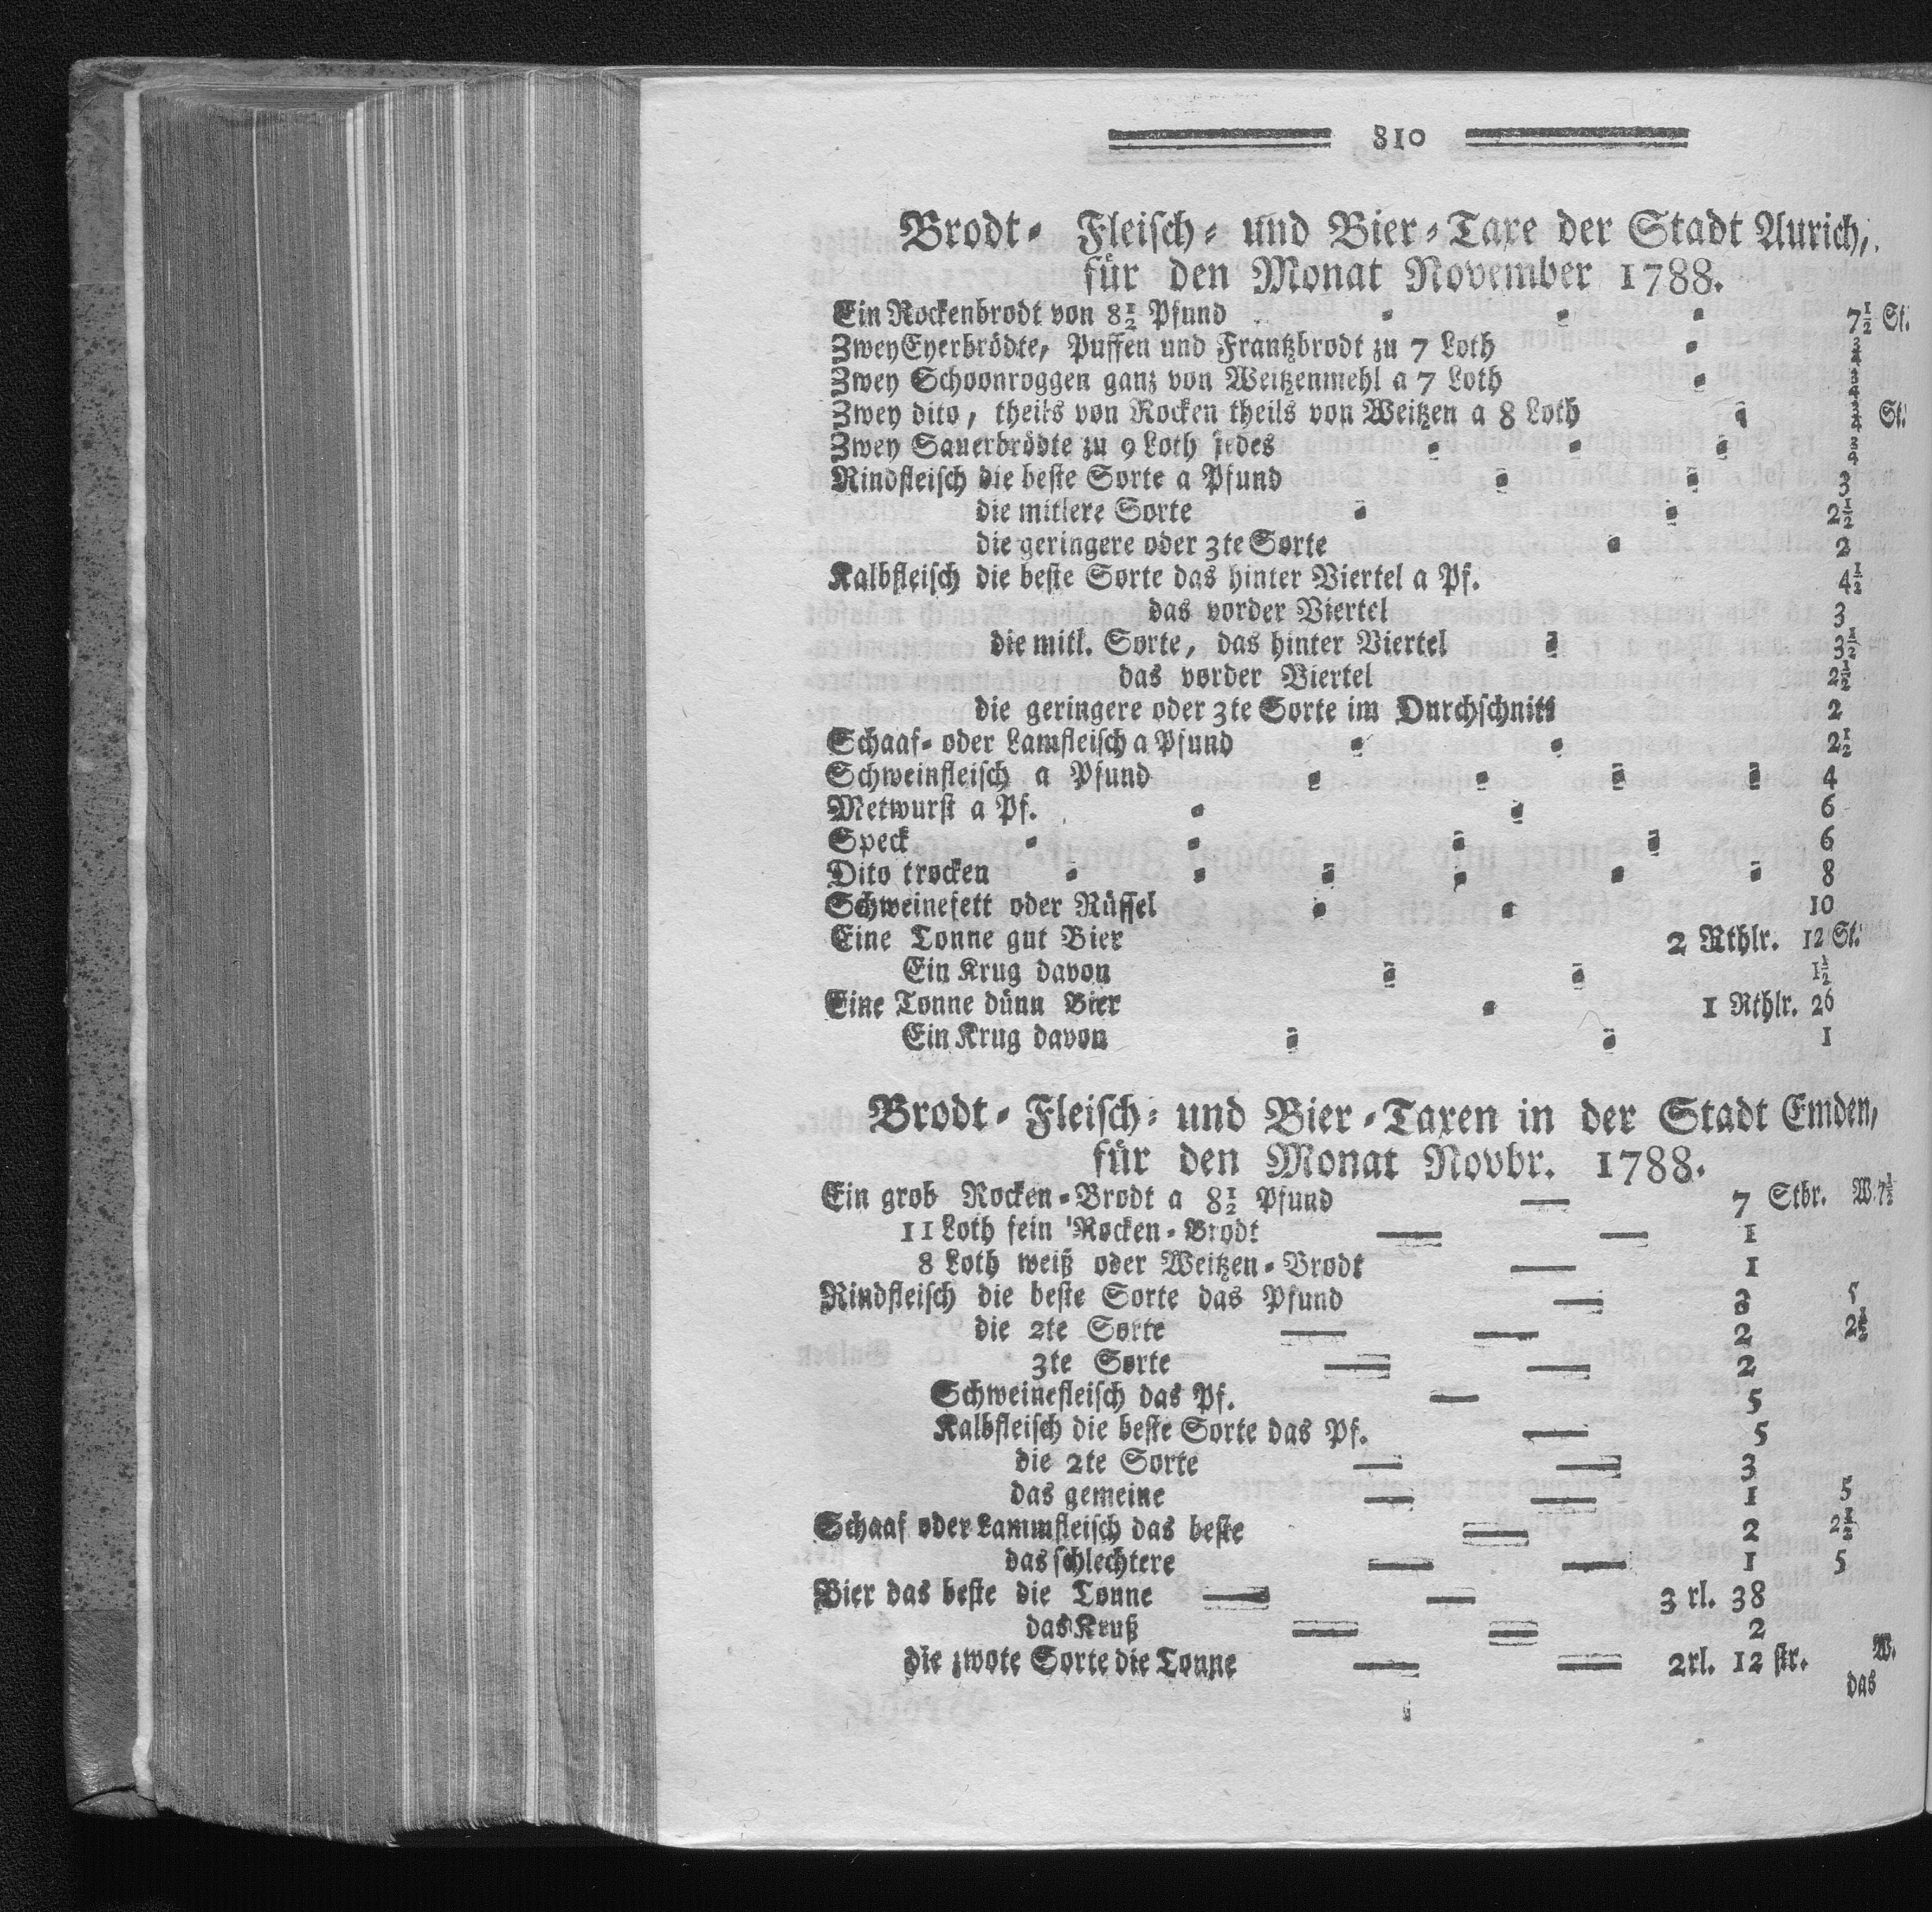 810
Brodt- Fleisch- und Bier-Taxe der Stadt Aurich,
für den Monat November 1788.
Ein Rockenbrodt von 8½ Pfund - - - 7½ St.
Zwey Eyerbrödte, Puffen und Frantzbrodt zu 7 Loth - ¾
Zwey Schoonroggen ganz von Weitzenmehl a 7 Loth - ¾
Zwey dito, theils von Rocken theils von Weitzen a 8 Loth - ¾ St.
Zwey Sauerbrödte zu 9 Loth jedes - - - ¾
Rindfleisch die beste Sorte a Pfund - - 3
die mitlere Sorte - - 2½
die geringere oder 3te Sorte - 2
Kalbfleisch die beste Sorte das hinter Viertel a Pf. 4½
das vorder Viertel 3
die mitl. Sorte, das hinter Viertel - 3½
das vorder Viertel 2½
die geringere oder 3te Sorte im Durchschnitt 2
Schaaf- oder Lamfleisch a Pfund - - 2½
Schweinfleisch a Pfund - - - - 4
Metwurst a Pf. - - 6
Speck - - - - 6
Dito trocken - - - - - - 8
Schweinefett oder Rüssel - - 10
Eine Tonne gut Bier 2 Rthlr. 12 St.
Ein Krug davon - - 1½
Eine Tonne dünn Bier - 1 Rthlr. 26
Ein Krug davon - - 1
Brodt- Fleisch- und Bier-Taxen in der Stadt Emden,
für den Monat Novbr. 1788.
Ein grob Rocken-Brodt a 8½ Pfund — 7 Stbr. W. 7½
11 Loth fein Rocken-Brodt — — 1
8 Loth weiß oder Weitzen-Brodt — 1
Rindfleisch die beste Sorte das Pfund — 3 5
die 2te Sorte — — 2 2½
3te Sorte — — 2
Schweinefleisch das Pf. — 5
Kalbfleisch die beste Sorte das Pf. — 5
die 2te Sorte — — 3
das gemeine — — 1 5
Schaaf oder Lammfleisch das beste — 2 2½
das schlechtere — — 1 5
Bier das beste die Tonne — — 3 rl. 38
das Kruß — — 2
die zwote Sorte die Tonne — — 2rl. 12 str. W.
das